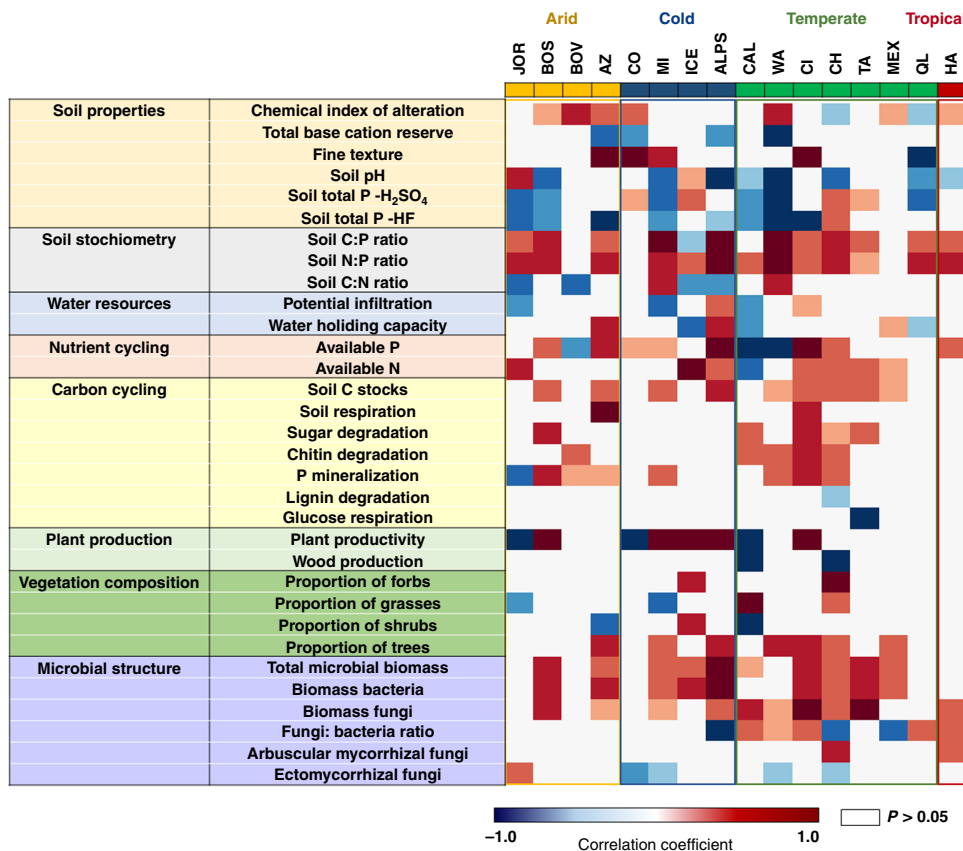 Arid Cold Temperate Tropical
JOR BOS BOV AZ CO MI ICE ALPS CAL WA CI CH TA MEX QL HA
Soil properties Chemical index of alteration
Total base cation reserve
Fine texture
Soil pH
Soil total P -H₂SO₄
Soil total P -HF
Soil stochiometry Soil C:P ratio
Soil N:P ratio
Soil C:N ratio
Water resources Potential infiltration
Water holiding capacity
Nutrient cycling Available P
Available N
Carbon cycling Soil C stocks
Soil respiration
Sugar degradation
Chitin degradation
P mineralization
Lignin degradation
Glucose respiration
Plant production Plant productivity
Wood production
Vegetation composition Proportion of forbs
Proportion of grasses
Proportion of shrubs
Proportion of trees
Microbial structure Total microbial biomass
Biomass bacteria
Biomass fungi
Fungi: bacteria ratio
Arbuscular mycorrhizal fungi
Ectomycorrhizal fungi
P > 0.05
−1.0 1.0
Correlation coefficient